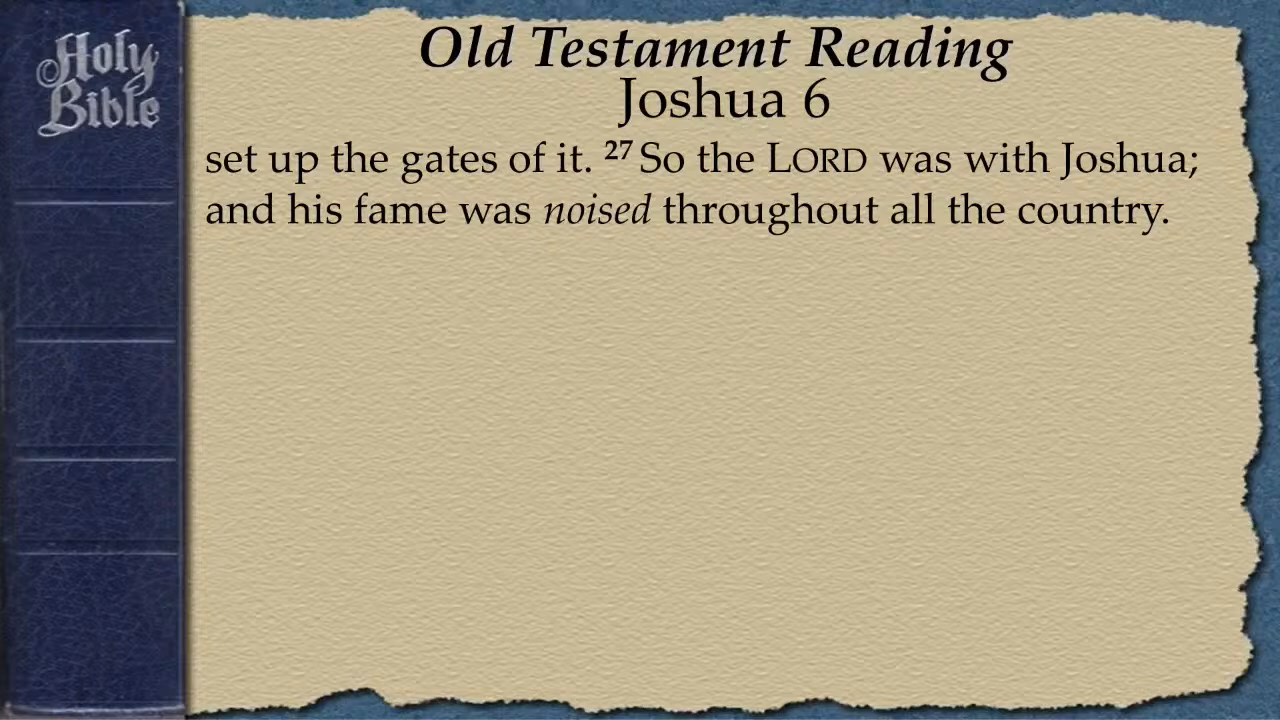 Holy
Bible
Old Testament Reading
Joshua 6
set up the gates of it. 27 So the LORD was with Joshua;
and his fame was noised throughout all the country.